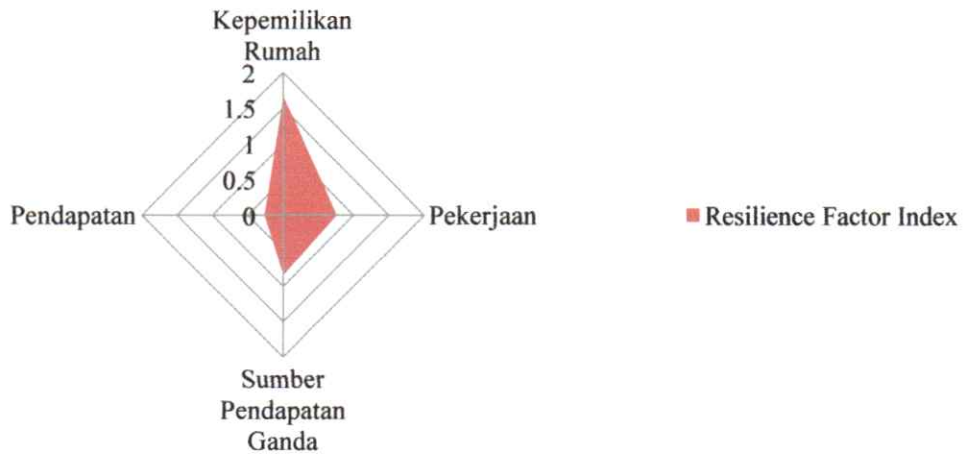 Kepemilikan
Rumah
2
1.5
1
0.5
0
Pendapatan
Pekerjaan
Resilience Factor Index
Sumber
Pendapatan
Ganda